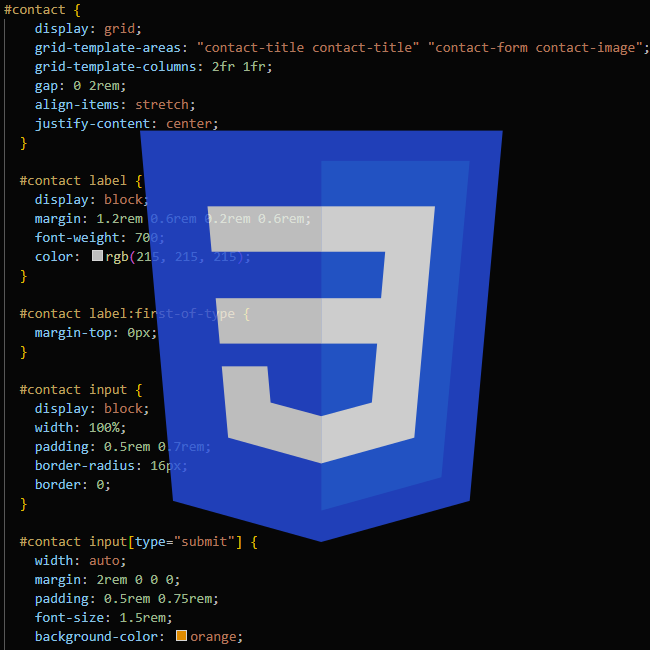 #contact {
display: grid;
grid-template-areas: "contact-title contact-title" "contact-form contact-image";
grid-template-columns: 2fr 1fr;
gap: 0 2rem;
align-items: stretch;
justify-content: center;
}
#contact label {
display: block;
margin: 1.2rem 0.6rem 0.2rem 0.6rem;
font-weight: 700;
color: rgb(215, 215, 215);
}
#contact label:first-of-type {
margin-top: 0px;
}
#contact input {
display: block;
width: 100%;
padding: 0.5rem 0.7rem;
border-radius: 16px;
border: 0;
}
#contact input[type="submit"] {
width: auto;
margin: 2rem 0 0 0;
padding: 0.5rem 0.75rem;
font-size: 1.5rem;
background-color: orange;